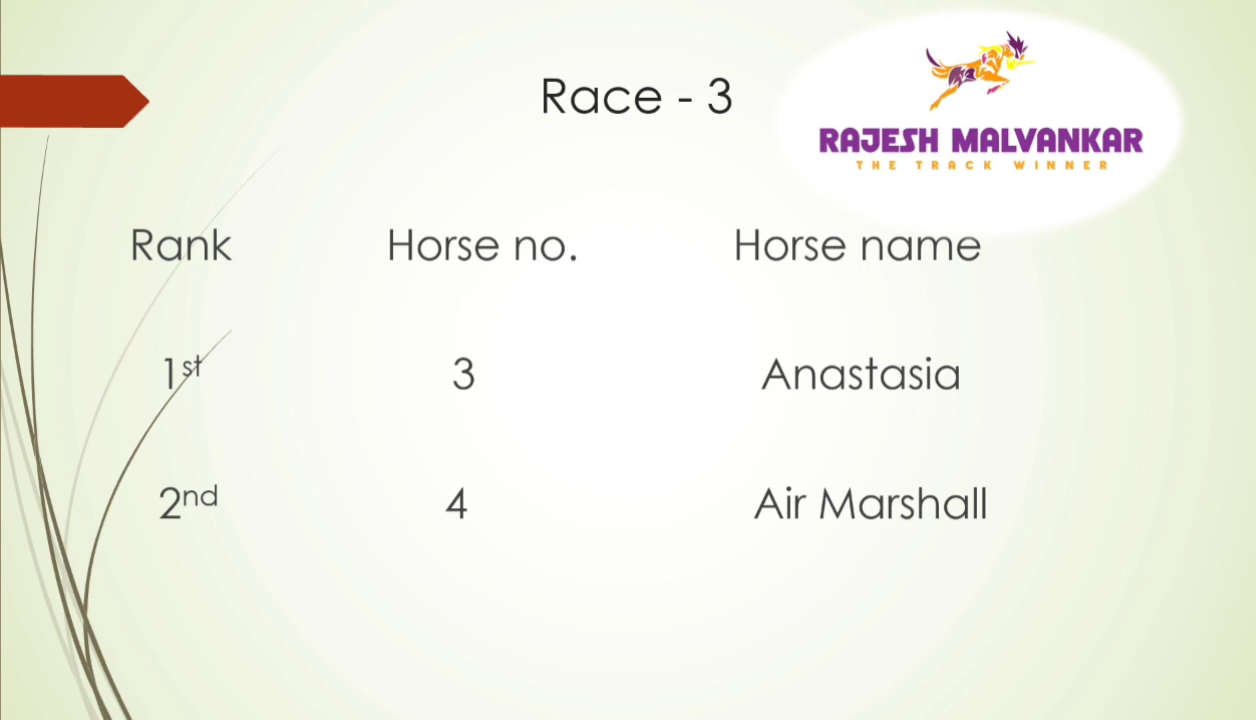 Race - 3
RAJESH MALVANKAR
THE TRACK WINNER
Rank Horse no. Horse name
1st 3 Anastasia
2nd 4 Air Marshall